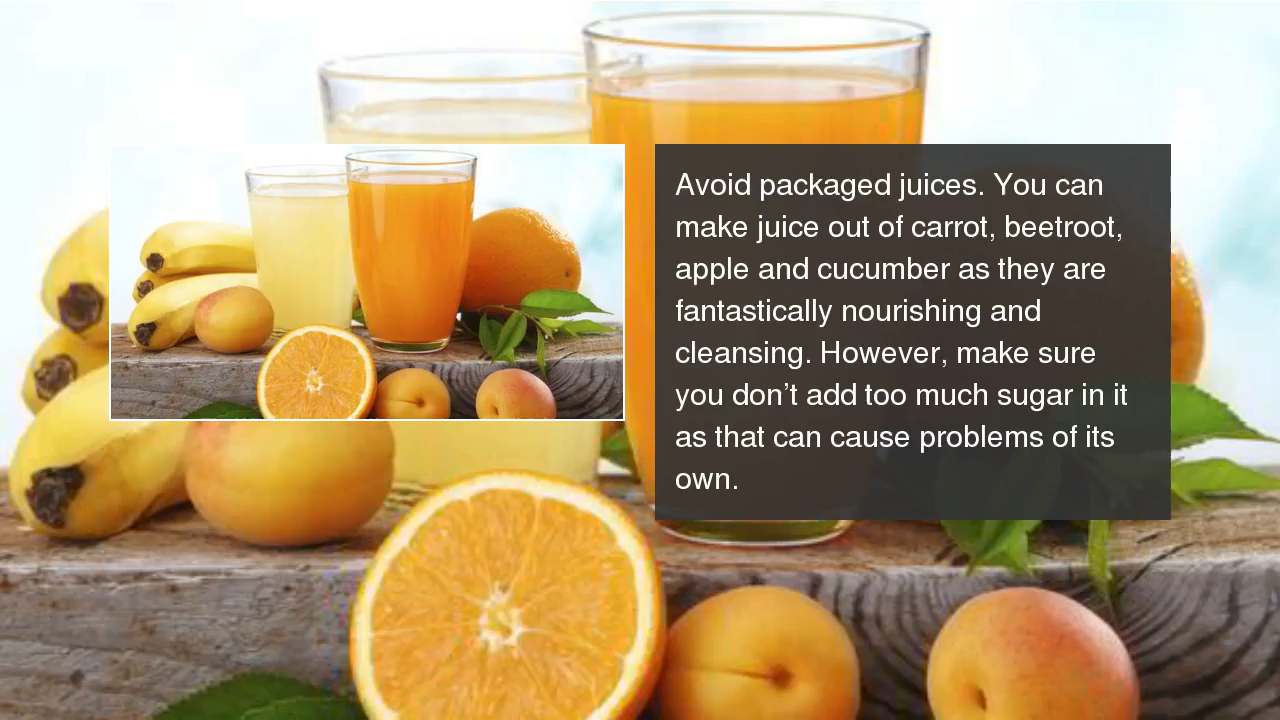 Avoid packaged juices. You can
make juice out of carrot, beetroot,
apple and cucumber as they are
fantastically nourishing and
cleansing. However, make sure
you don’t add too much sugar in it
as that can cause problems of its
own.